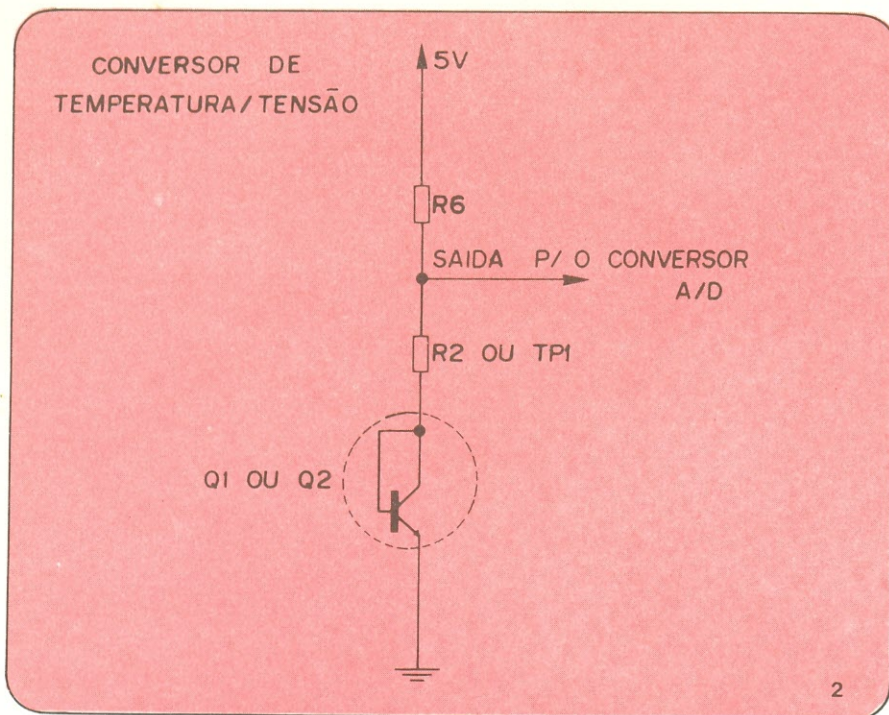 CONVERSOR DE
TEMPERATURA/TENSÃO
5V
R6
SAIDA P/ O CONVERSOR
A/D
R2 OU TP1
Q1 OU Q2
2